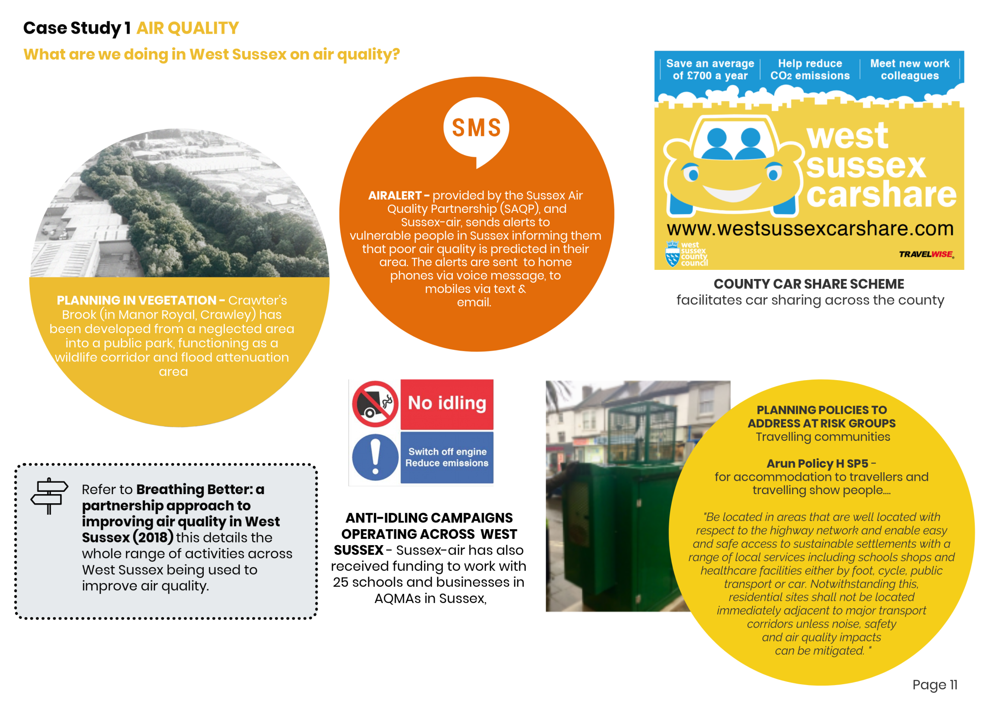 Case Study 1 AIR QUALITY
What are we doing in West Sussex on air quality?
PLANNING IN VEGETATION - Crawter's
Brook (in Manor Royal, Crawley) has
been developed from a neglected area
into a public park, functioning as a
wildlife corridor and flood attenuation
area
SMS
AIRALERT - provided by the Sussex Air
Quality Partnership (SAQP), and
Sussex-air, sends alerts to
vulnerable people in Sussex informing them
that poor air quality is predicted in their
area. The alerts are sent to home
phones via voice message, to
mobiles via text &
email.
Save an average
of £700 a year
Help reduce
CO2 emissions
Meet new work
colleagues
west
sussex
carshare
www.westsussexcarshare.com
west
sussex
county
council
TRAVELWISE
COUNTY CAR SHARE SCHEME
facilitates car sharing across the county
Refer to Breathing Better: a
partnership approach to
improving air quality in West
Sussex (2018) this details the
whole range of activities across
West Sussex being used to
improve air quality.
No idling
Switch off engine
Reduce emissions
ANTI-IDLING CAMPAIGNS
OPERATING ACROSS WEST
SUSSEX - Sussex-air has also
received funding to work with
25 schools and businesses in
AQMAs in Sussex,
PLANNING POLICIES TO
ADDRESS AT RISK GROUPS
Travelling communities
Arun Policy H SP5 -
for accommodation to travellers and
travelling show people....
"Be located in areas that are well located with
respect to the highway network and enable easy
and safe access to sustainable settlements with a
range of local services including schools shops and
healthcare facilities either by foot, cycle, public
transport or car. Notwithstanding this,
residential sites shall not be located
immediately adjacent to major transport
corridors unless noise, safety
and air quality impacts
can be mitigated. "
Page 11